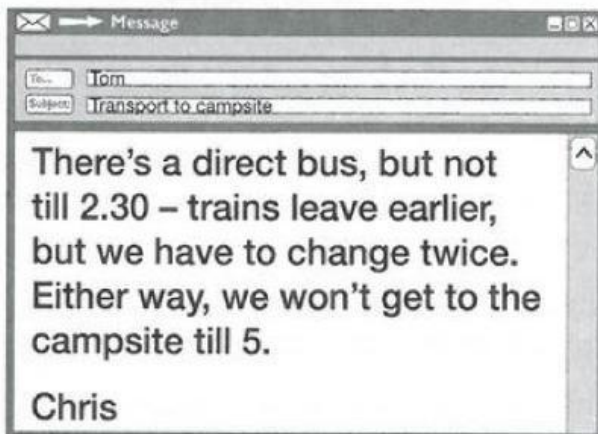 Message
To... Tom
Subject: Transport to campsite
There's a direct bus, but not
till 2.30 – trains leave earlier,
but we have to change twice.
Either way, we won't get to the
campsite till 5.
Chris